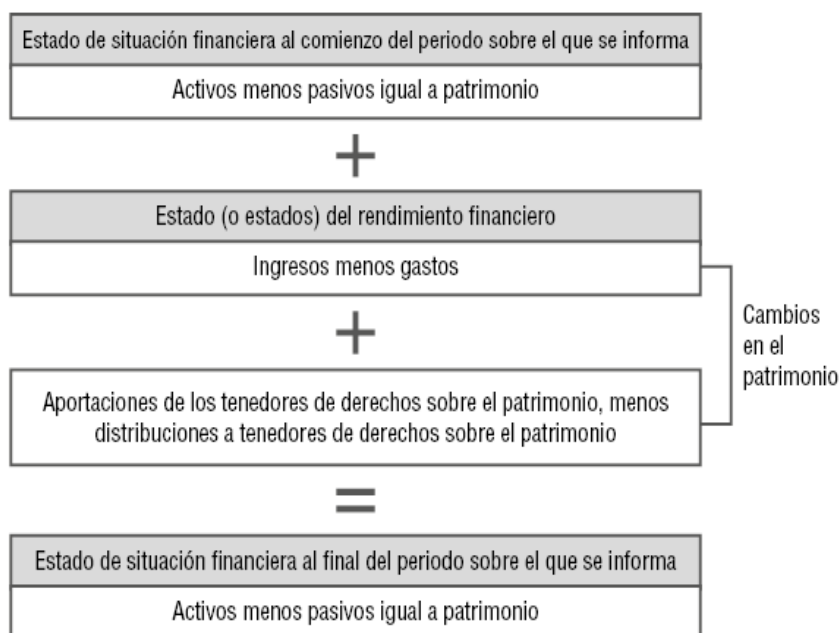 Estado de situación financiera al comienzo del periodo sobre el que se informa
Activos menos pasivos igual a patrimonio
+
Estado (o estados) del rendimiento financiero
Ingresos menos gastos
+
Aportaciones de los tenedores de derechos sobre el patrimonio, menos
distribuciones a tenedores de derechos sobre el patrimonio
Cambios
en el
patrimonio
=
Estado de situación financiera al final del periodo sobre el que se informa
Activos menos pasivos igual a patrimonio